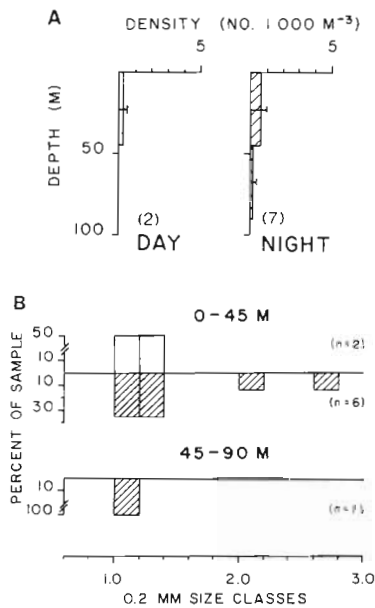 A
DENSITY (NO. 1000 M⁻³)
5 5
DEPTH (M)
50
100
(2) (7)
DAY NIGHT
B
0-45 M
PERCENT OF SAMPLE
50
10
10
30
(n=2)
(n=6)
45-90 M
10
100
1.0 2.0 3.0
0.2 MM SIZE CLASSES